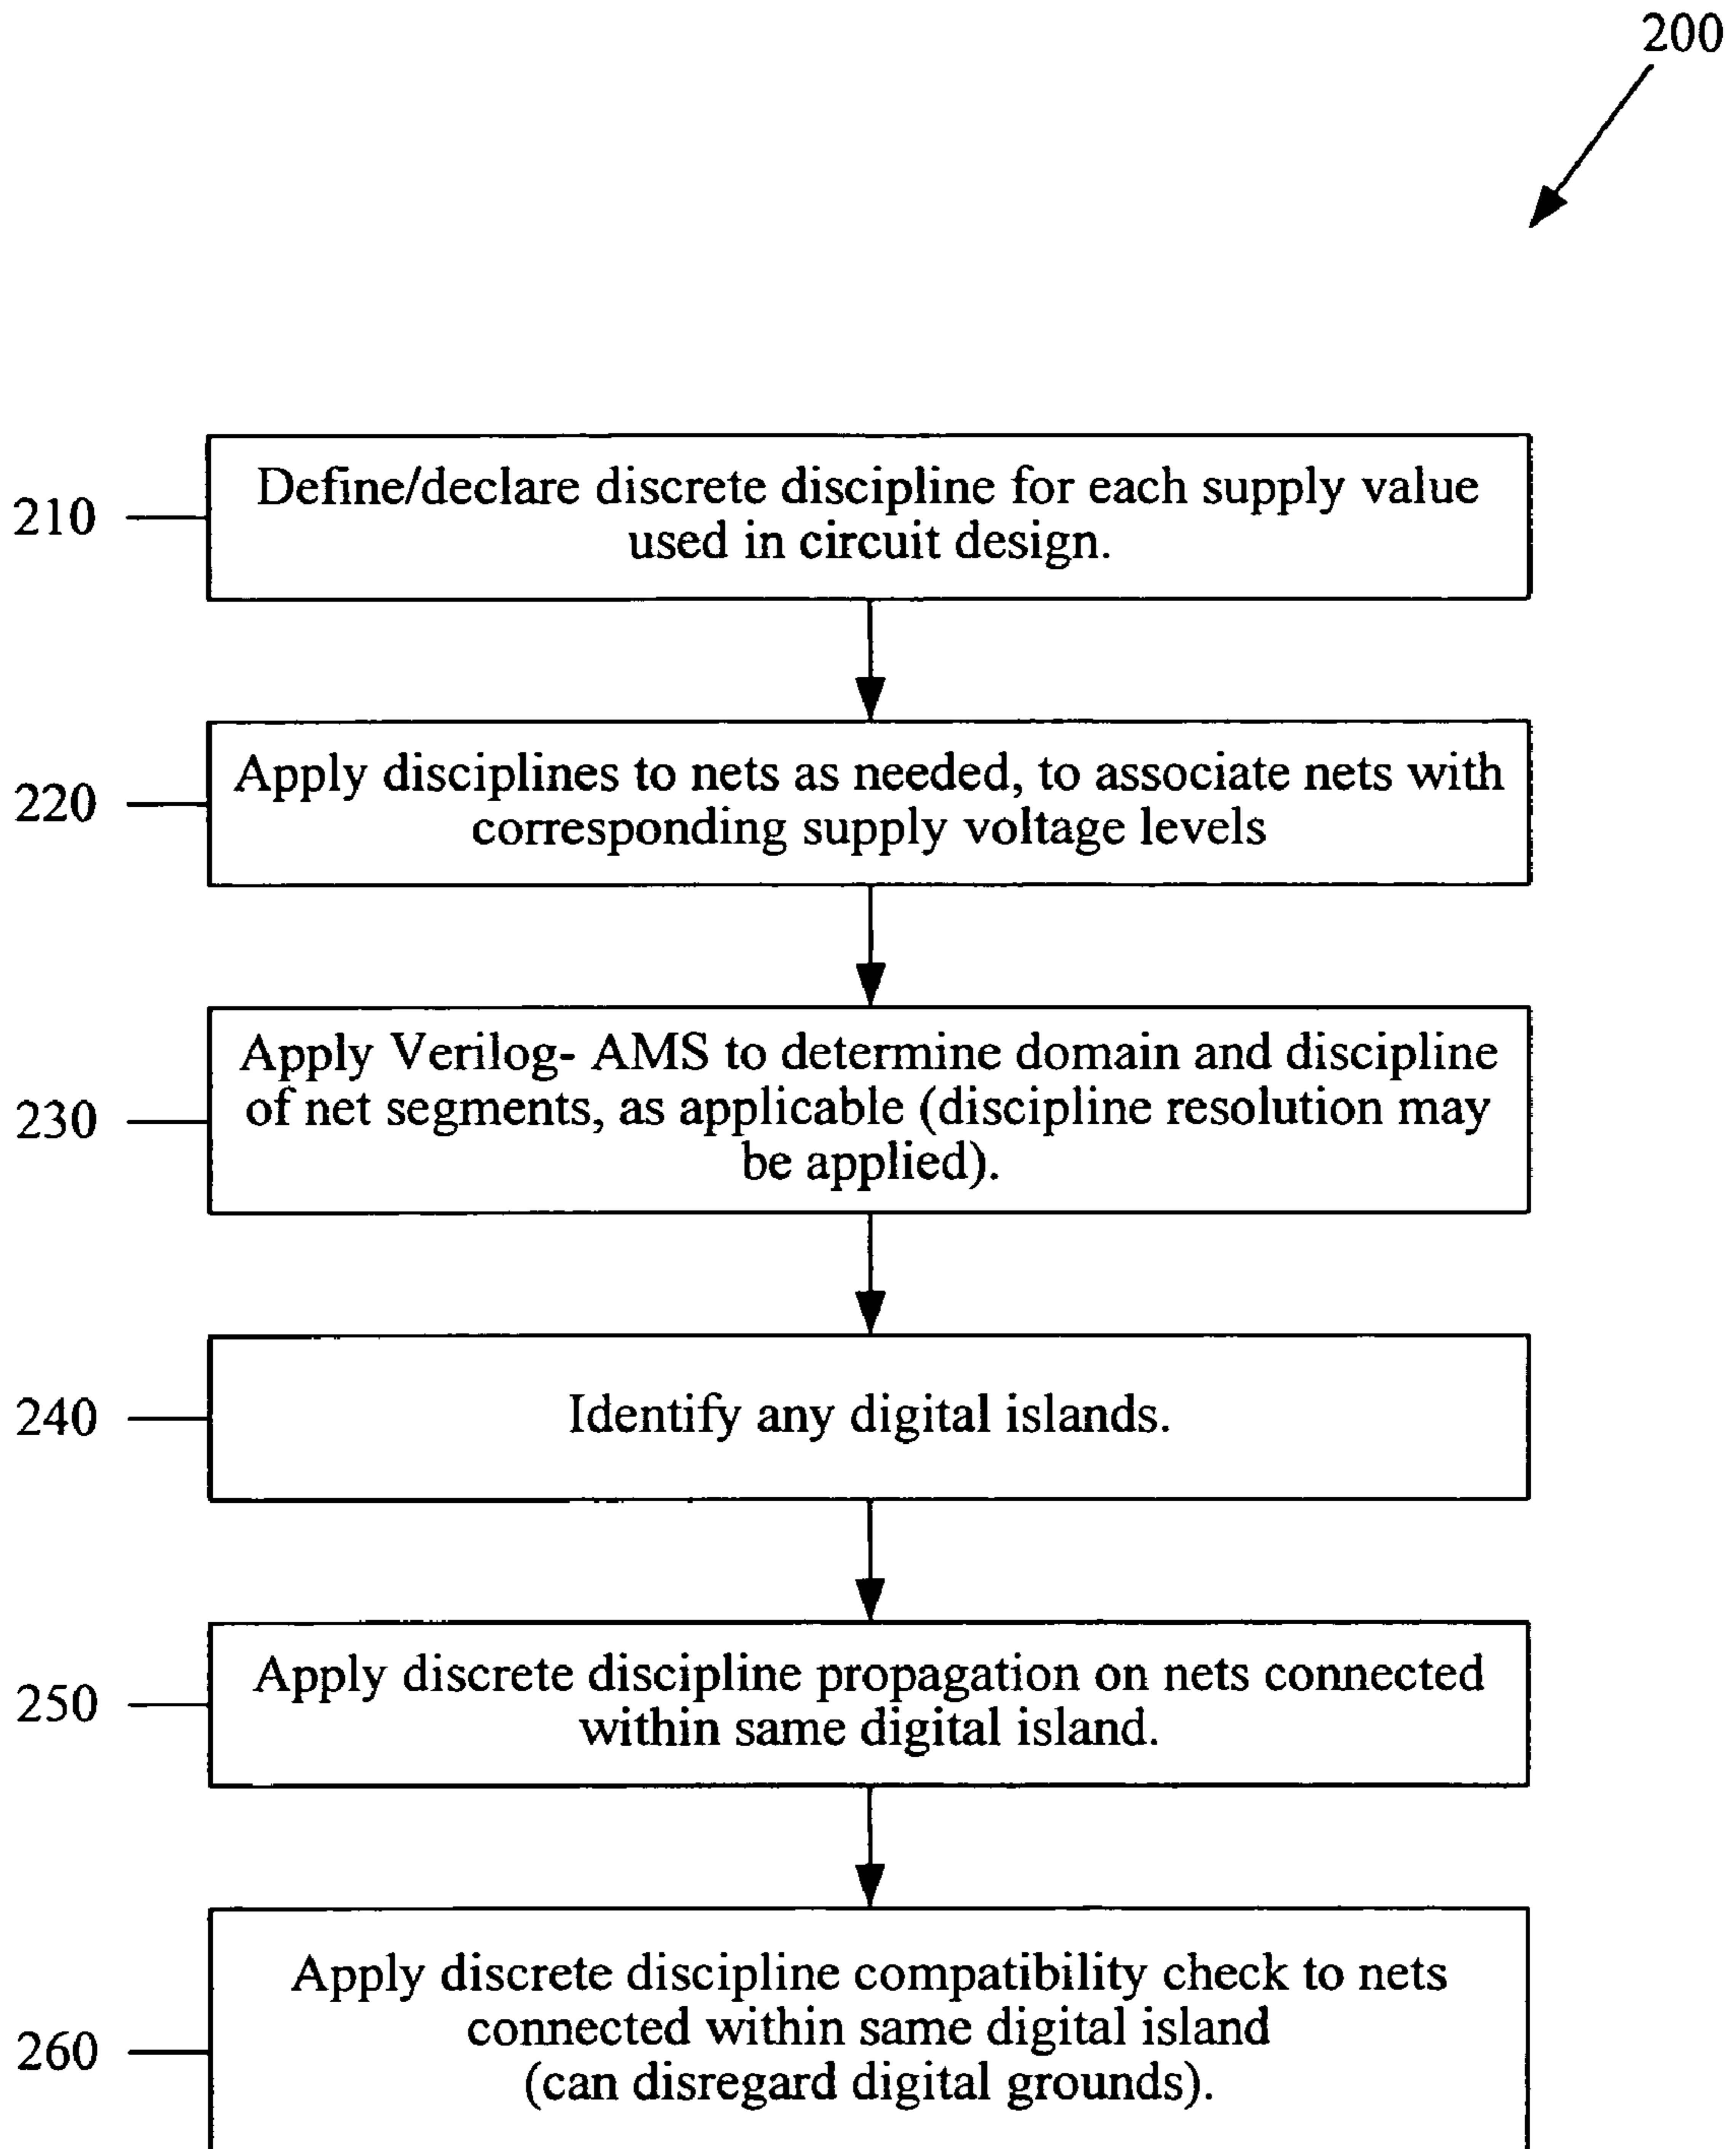 200
210
Define/declare discrete discipline for each supply value
used in circuit design.
220
Apply disciplines to nets as needed, to associate nets with
corresponding supply voltage levels
230
Apply Verilog- AMS to determine domain and discipline
of net segments, as applicable (discipline resolution may
be applied).
240
Identify any digital islands.
250
Apply discrete discipline propagation on nets connected
within same digital island.
260
Apply discrete discipline compatibility check to nets
connected within same digital island
(can disregard digital grounds).